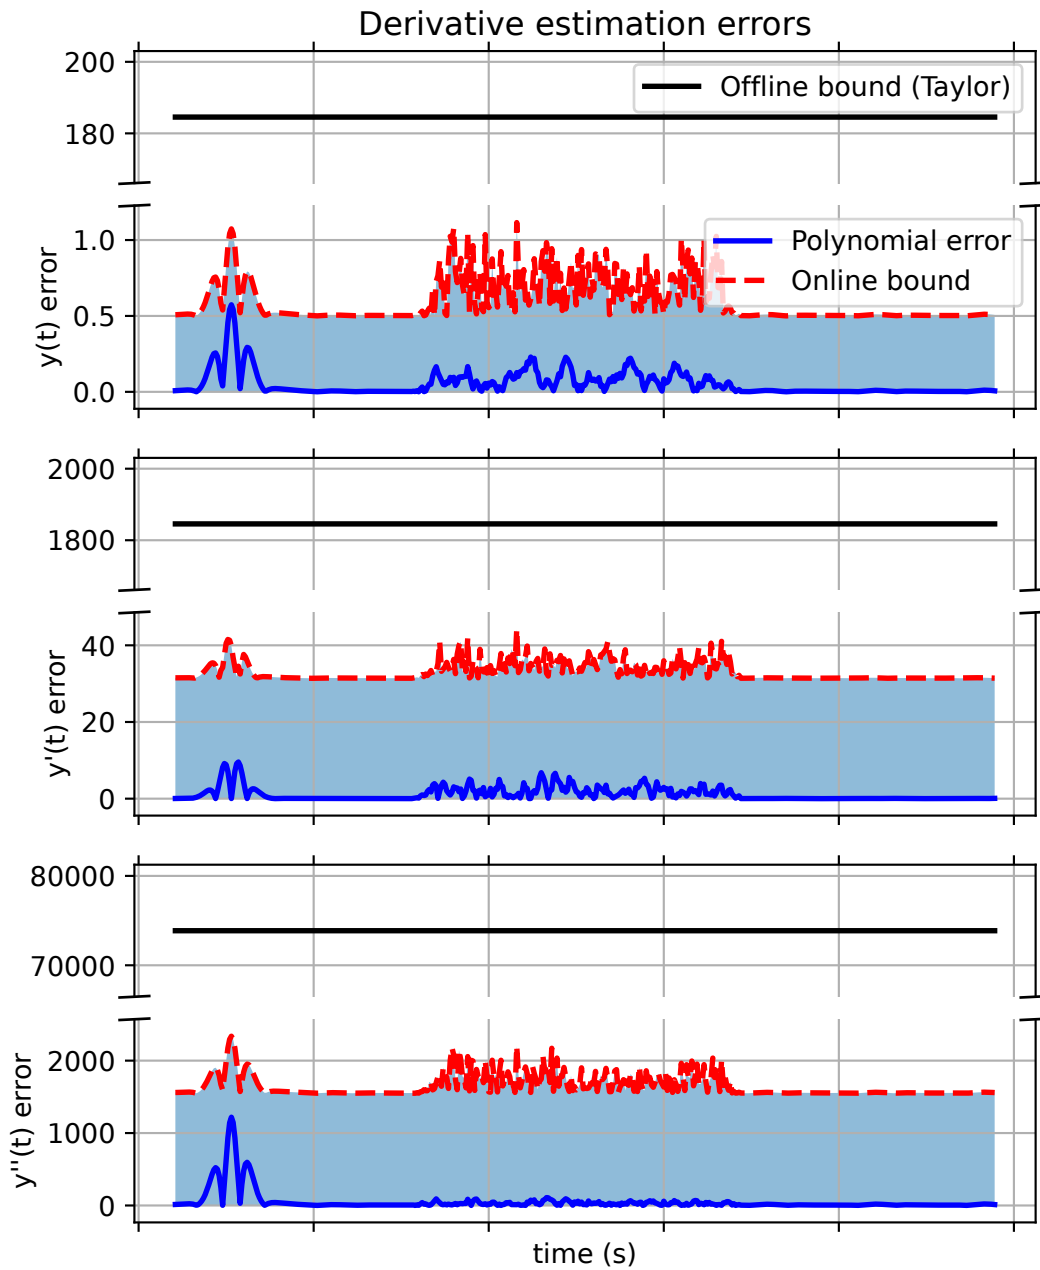 Derivative estimation errors
200
180
Offline bound (Taylor)
1.0
0.5
0.0
y(t) error
Polynomial error
Online bound
2000
1800
40
20
0
y'(t) error
80000
70000
2000
1000
0
y''(t) error
time (s)